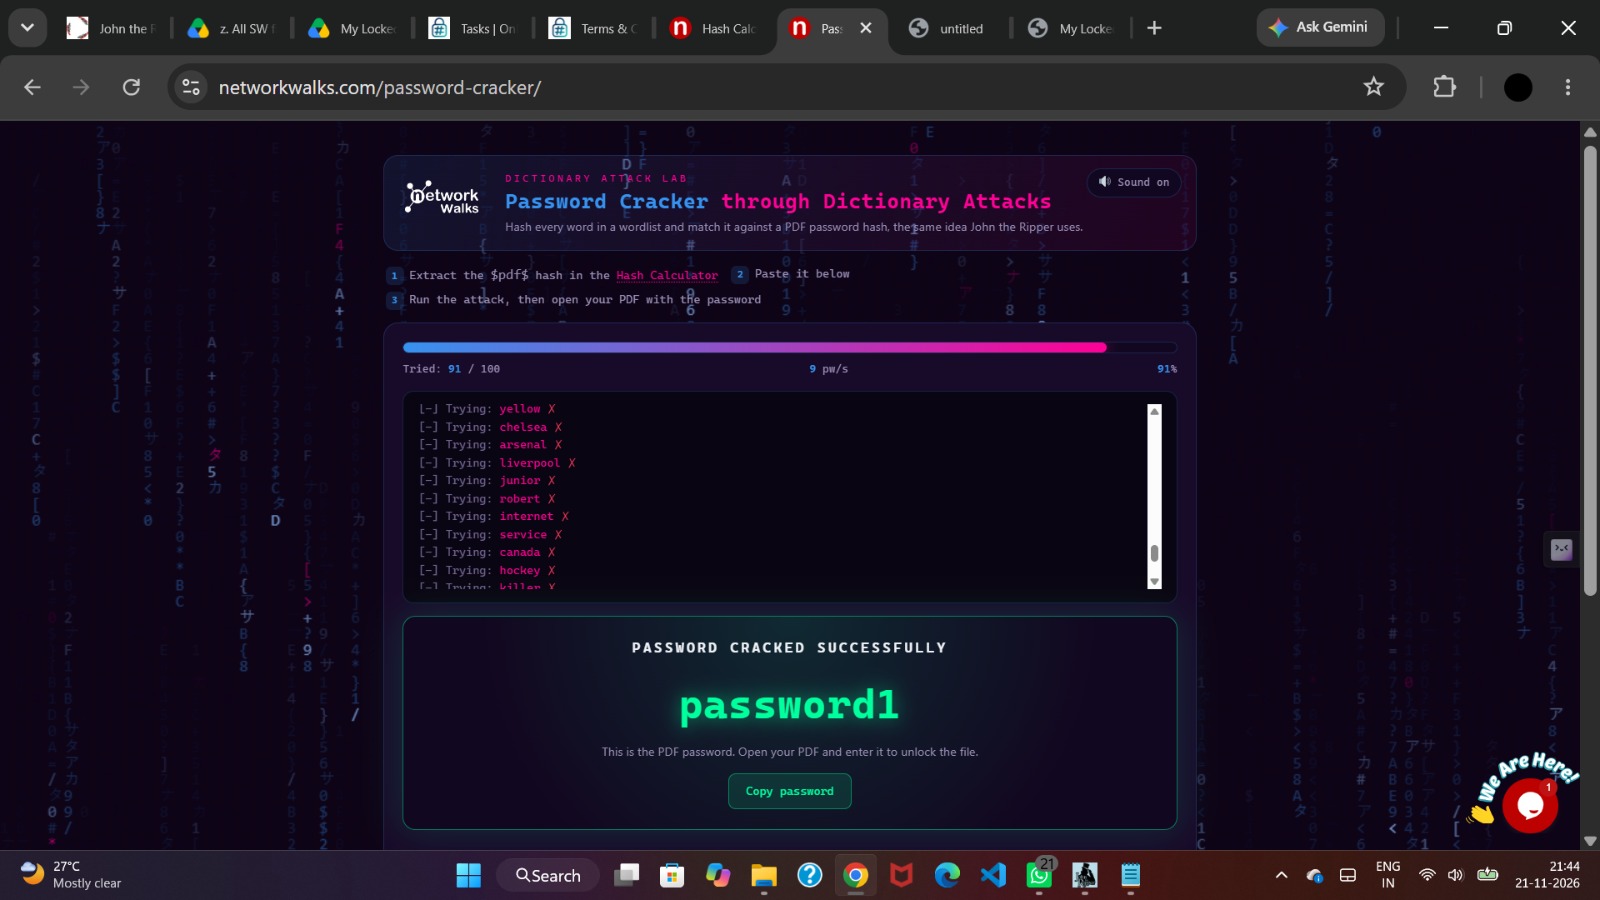 John the R
z. All SW f
My Locke
Tasks | On
Terms & C
Hash Calc
Pas
untitled
My Locke
Ask Gemini
networkwalks.com/password-cracker/
network
Walks
DICTIONARY ATTACK LAB
Password Cracker through Dictionary Attacks
Hash every word in a wordlist and match it against a PDF password hash, the same idea John the Ripper uses.
Sound on
1 Extract the $pdf$ hash in the Hash Calculator 2 Paste it below
3 Run the attack, then open your PDF with the password
Tried: 91 / 100
9 pw/s
91%
[-] Trying: yellow ✗
[-] Trying: chelsea ✗
[-] Trying: arsenal ✗
[-] Trying: liverpool ✗
[-] Trying: junior ✗
[-] Trying: robert ✗
[-] Trying: internet ✗
[-] Trying: service ✗
[-] Trying: canada ✗
[-] Trying: hockey ✗
[-] Trying: killer ✗
PASSWORD CRACKED SUCCESSFULLY
password1
This is the PDF password. Open your PDF and enter it to unlock the file.
Copy password
We Are Here!
1
27°C
Mostly clear
Search
21
ENG
IN
21:44
21-11-2026